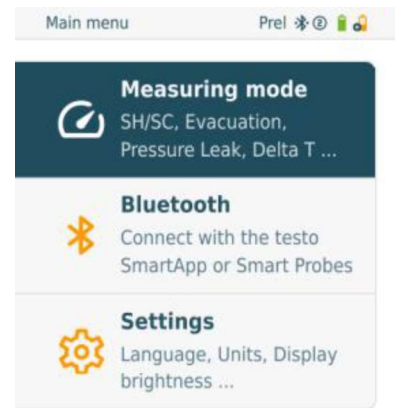 Main menu Prel ②
Measuring mode
SH/SC, Evacuation,
Pressure Leak, Delta T ...
Bluetooth
Connect with the testo
SmartApp or Smart Probes
Settings
Language, Units, Display
brightness ...